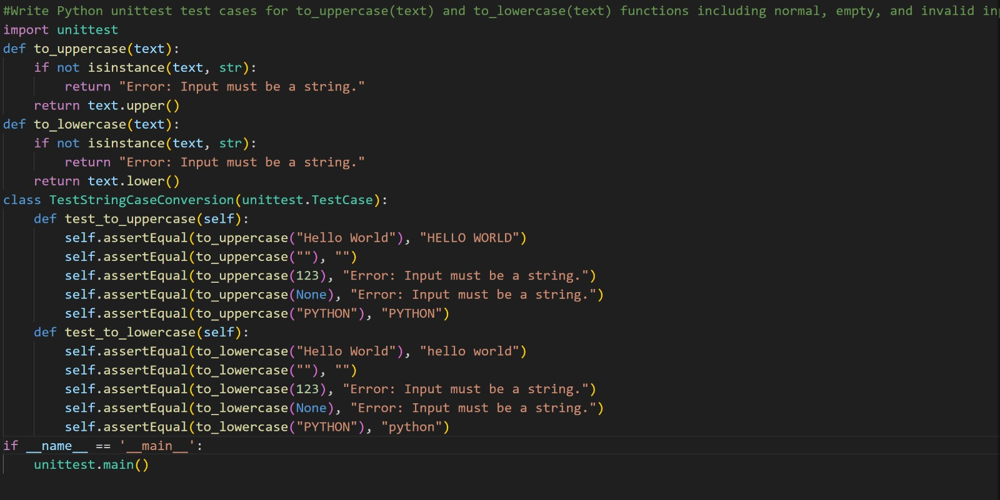 #Write Python unittest test cases for to_uppercase(text) and to_lowercase(text) functions including normal, empty, and invalid
import unittest
def to_uppercase(text):
    if not isinstance(text, str):
        return "Error: Input must be a string."
    return text.upper()
def to_lowercase(text):
    if not isinstance(text, str):
        return "Error: Input must be a string."
    return text.lower()
class TestStringCaseConversion(unittest.TestCase):
    def test_to_uppercase(self):
        self.assertEqual(to_uppercase("Hello World"), "HELLO WORLD")
        self.assertEqual(to_uppercase(""), "")
        self.assertEqual(to_uppercase(123), "Error: Input must be a string.")
        self.assertEqual(to_uppercase(None), "Error: Input must be a string.")
        self.assertEqual(to_uppercase("PYTHON"), "PYTHON")
    def test_to_lowercase(self):
        self.assertEqual(to_lowercase("Hello World"), "hello world")
        self.assertEqual(to_lowercase(""), "")
        self.assertEqual(to_lowercase(123), "Error: Input must be a string.")
        self.assertEqual(to_lowercase(None), "Error: Input must be a string.")
        self.assertEqual(to_lowercase("PYTHON"), "python")
if __name__ == '__main__':
    unittest.main()